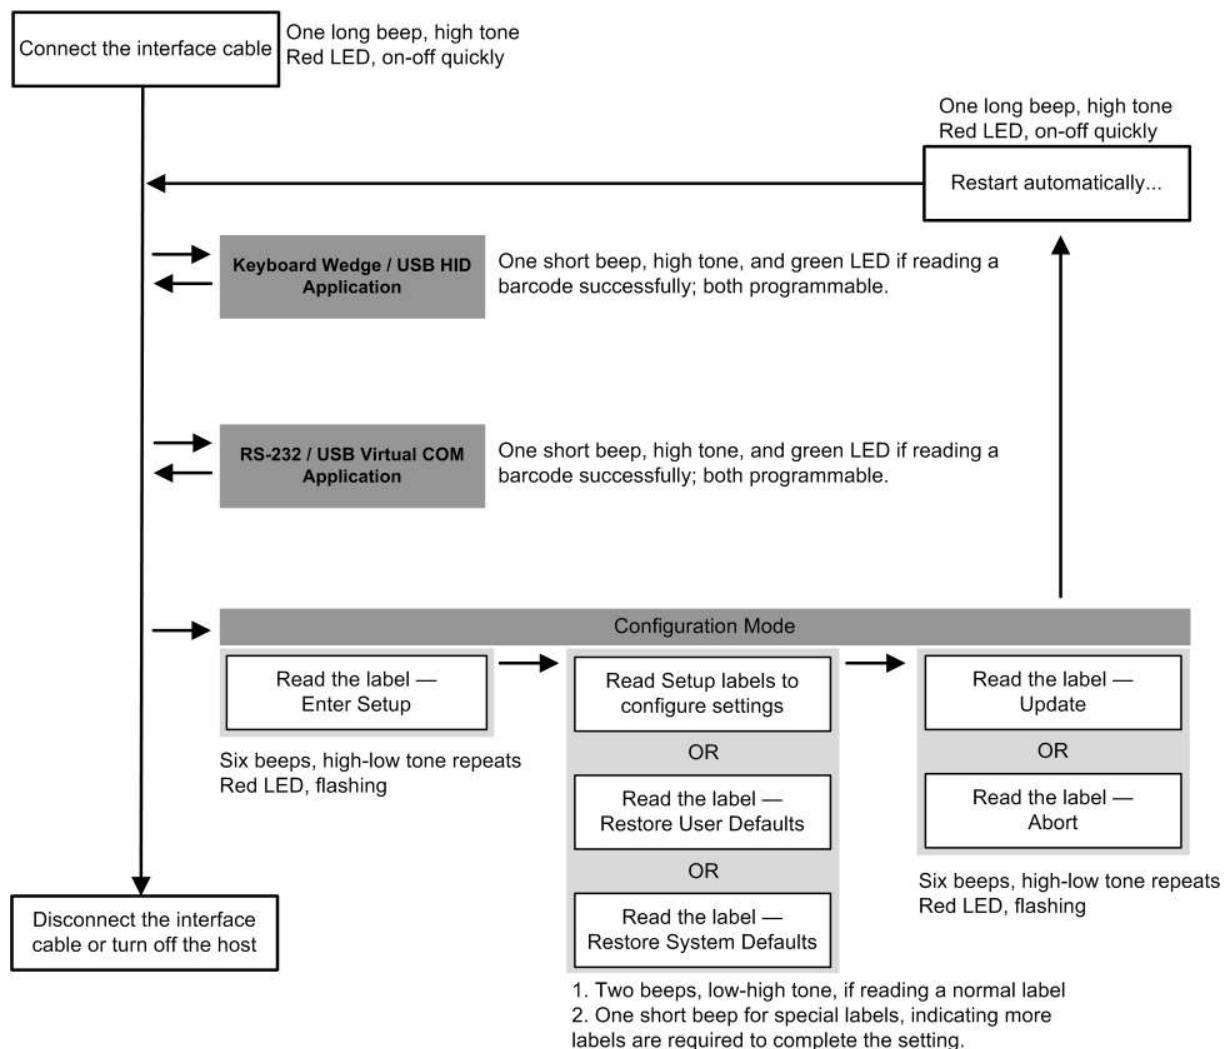 Connect the interface cable
One long beep, high tone
Red LED, on-off quickly
One long beep, high tone
Red LED, on-off quickly
Restart automatically...
Keyboard Wedge / USB HID
Application
One short beep, high tone, and green LED if reading a
barcode successfully; both programmable.
RS-232 / USB Virtual COM
Application
One short beep, high tone, and green LED if reading a
barcode successfully; both programmable.
Configuration Mode
Read the label —
Enter Setup
Six beeps, high-low tone repeats
Red LED, flashing
Read Setup labels to
configure settings
OR
Read the label —
Restore User Defaults
OR
Read the label —
Restore System Defaults
1. Two beeps, low-high tone, if reading a normal label
2. One short beep for special labels, indicating more
labels are required to complete the setting.
Read the label —
Update
OR
Read the label —
Abort
Six beeps, high-low tone repeats
Red LED, flashing
Disconnect the interface
cable or turn off the host